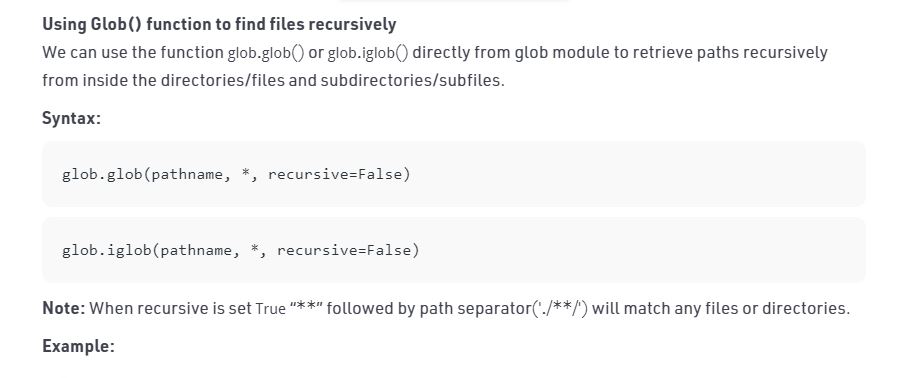 Using Glob() function to find files recursively
We can use the function glob.glob() or glob.iglob() directly from glob module to retrieve paths recursively
from inside the directories/files and subdirectories/subfiles.
Syntax:
glob.glob(pathname, *, recursive=False)
glob.iglob(pathname, *, recursive=False)
Note: When recursive is set True "**" followed by path separator('./**/') will match any files or directories.
Example: